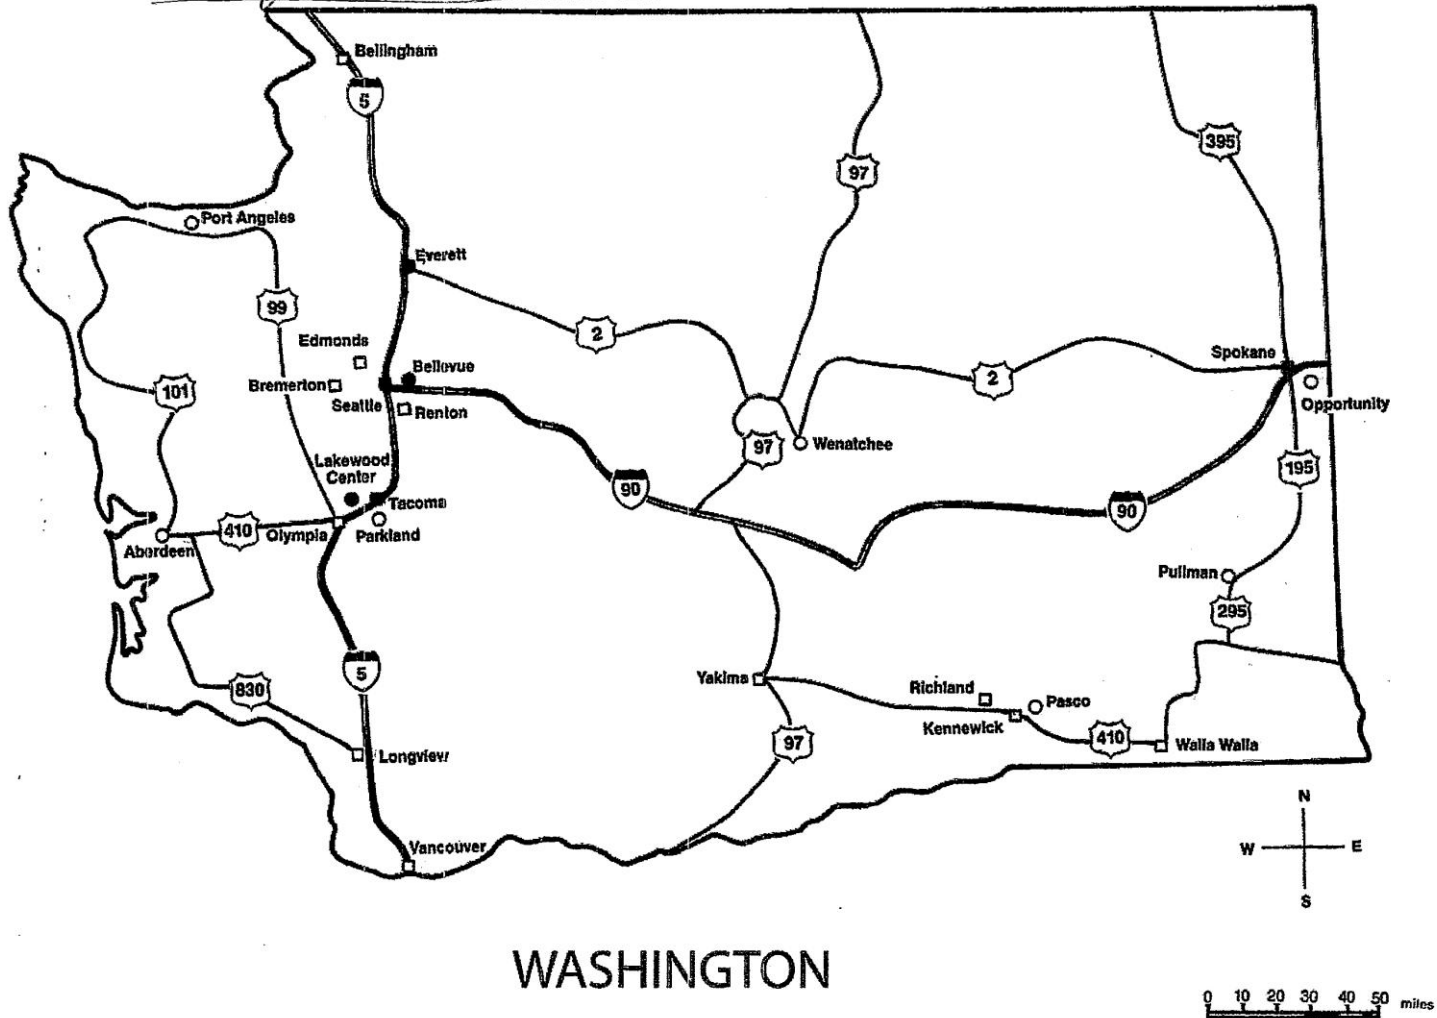 Bellingham
5
395
97
Port Angeles
Everett
99
2
Edmonds
Spokane
Bellevue
2
Bremerton
101
Seattle
Renton
Opportunity
Wenatchee
97
Lakewood
Center
195
90
Tacoma
90
410
Olympia
Parkland
Aberdeen
Pullman
295
5
Yakima
Richland
830
Pasco
Kennewick
97
410
Walla Walla
Longview
N
Vancouver
W
E
S
WASHINGTON
0 10 20 30 40 50 miles